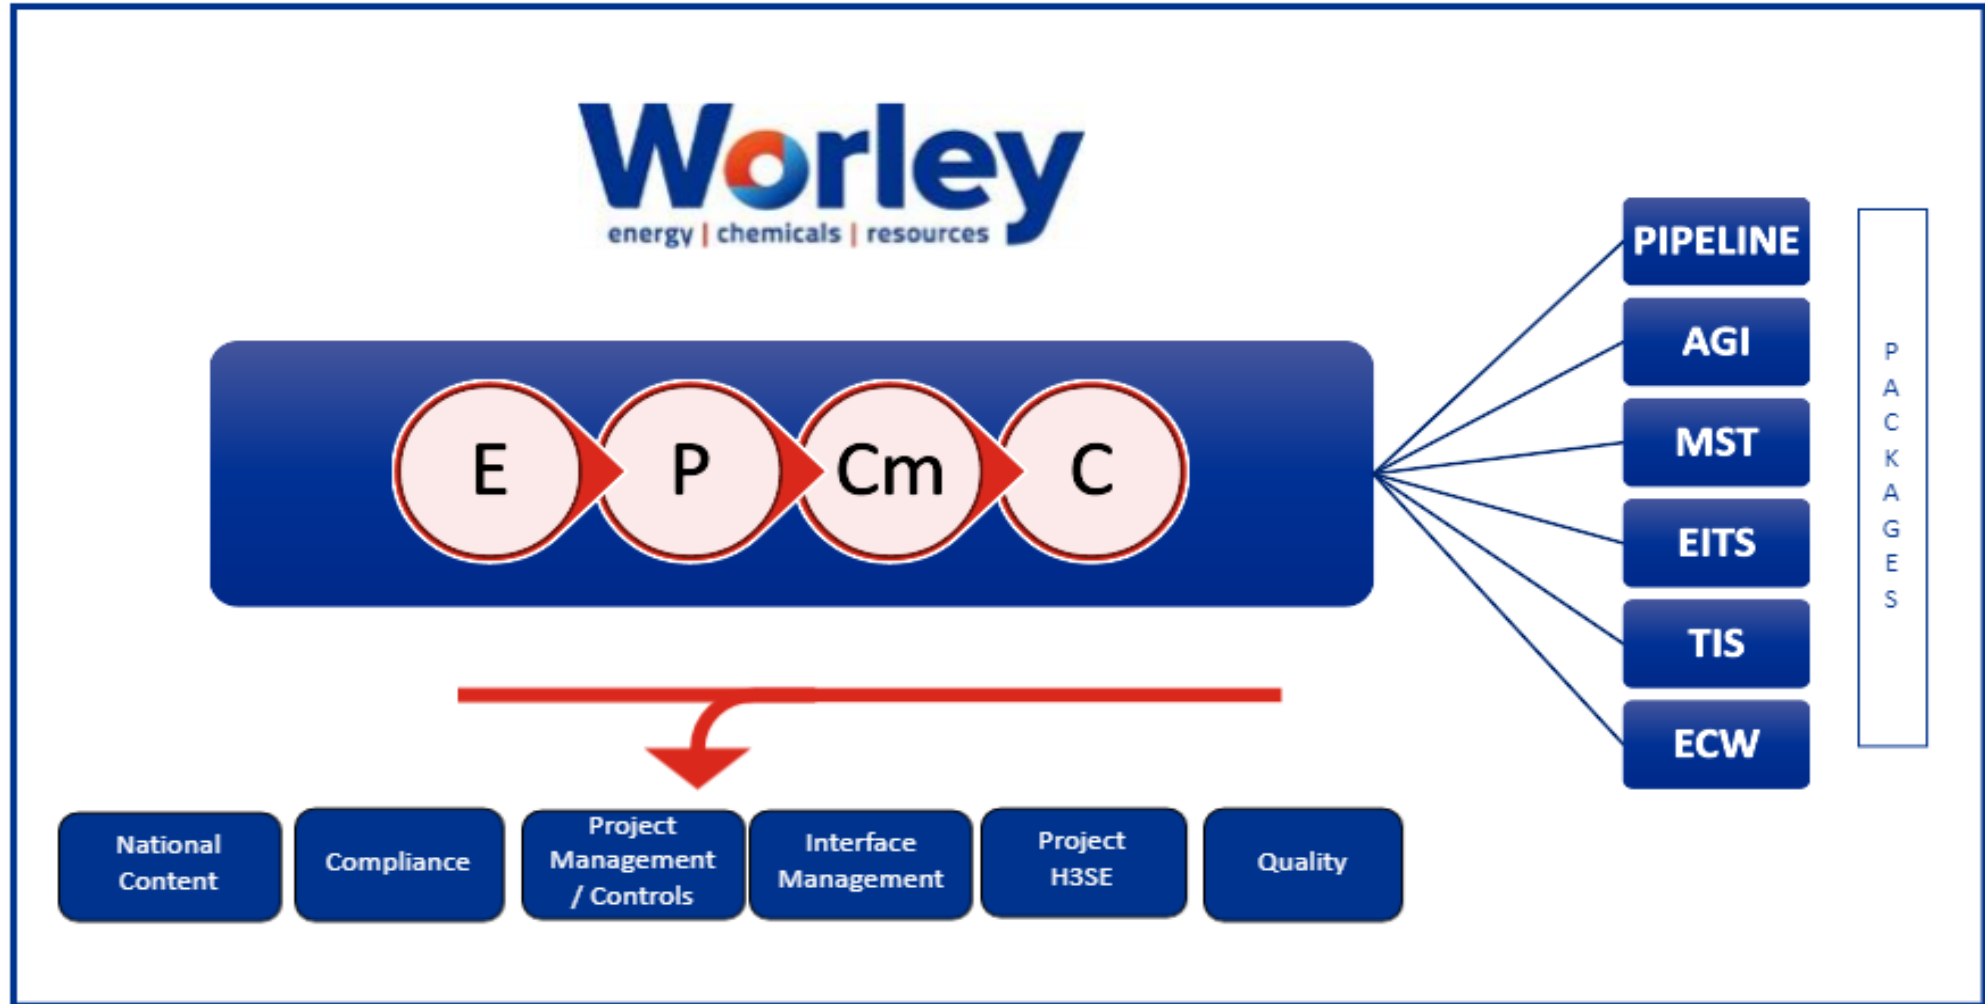 Worley
energy | chemicals | resources
E
P
Cm
C
PIPELINE
AGI
MST
EITS
TIS
ECW
P
A
C
K
A
G
E
S
National
Content
Compliance
Project
Management
/ Controls
Interface
Management
Project
H3SE
Quality